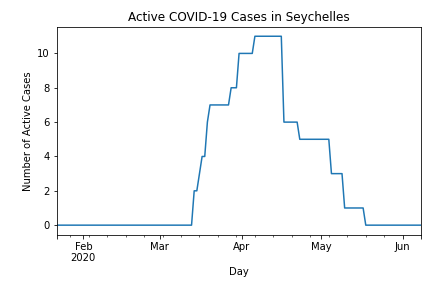 Active COVID-19 Cases in Seychelles
Number of Active Cases
10
8
6
4
2
0
Feb
2020
Mar
Apr
May
Jun
Day